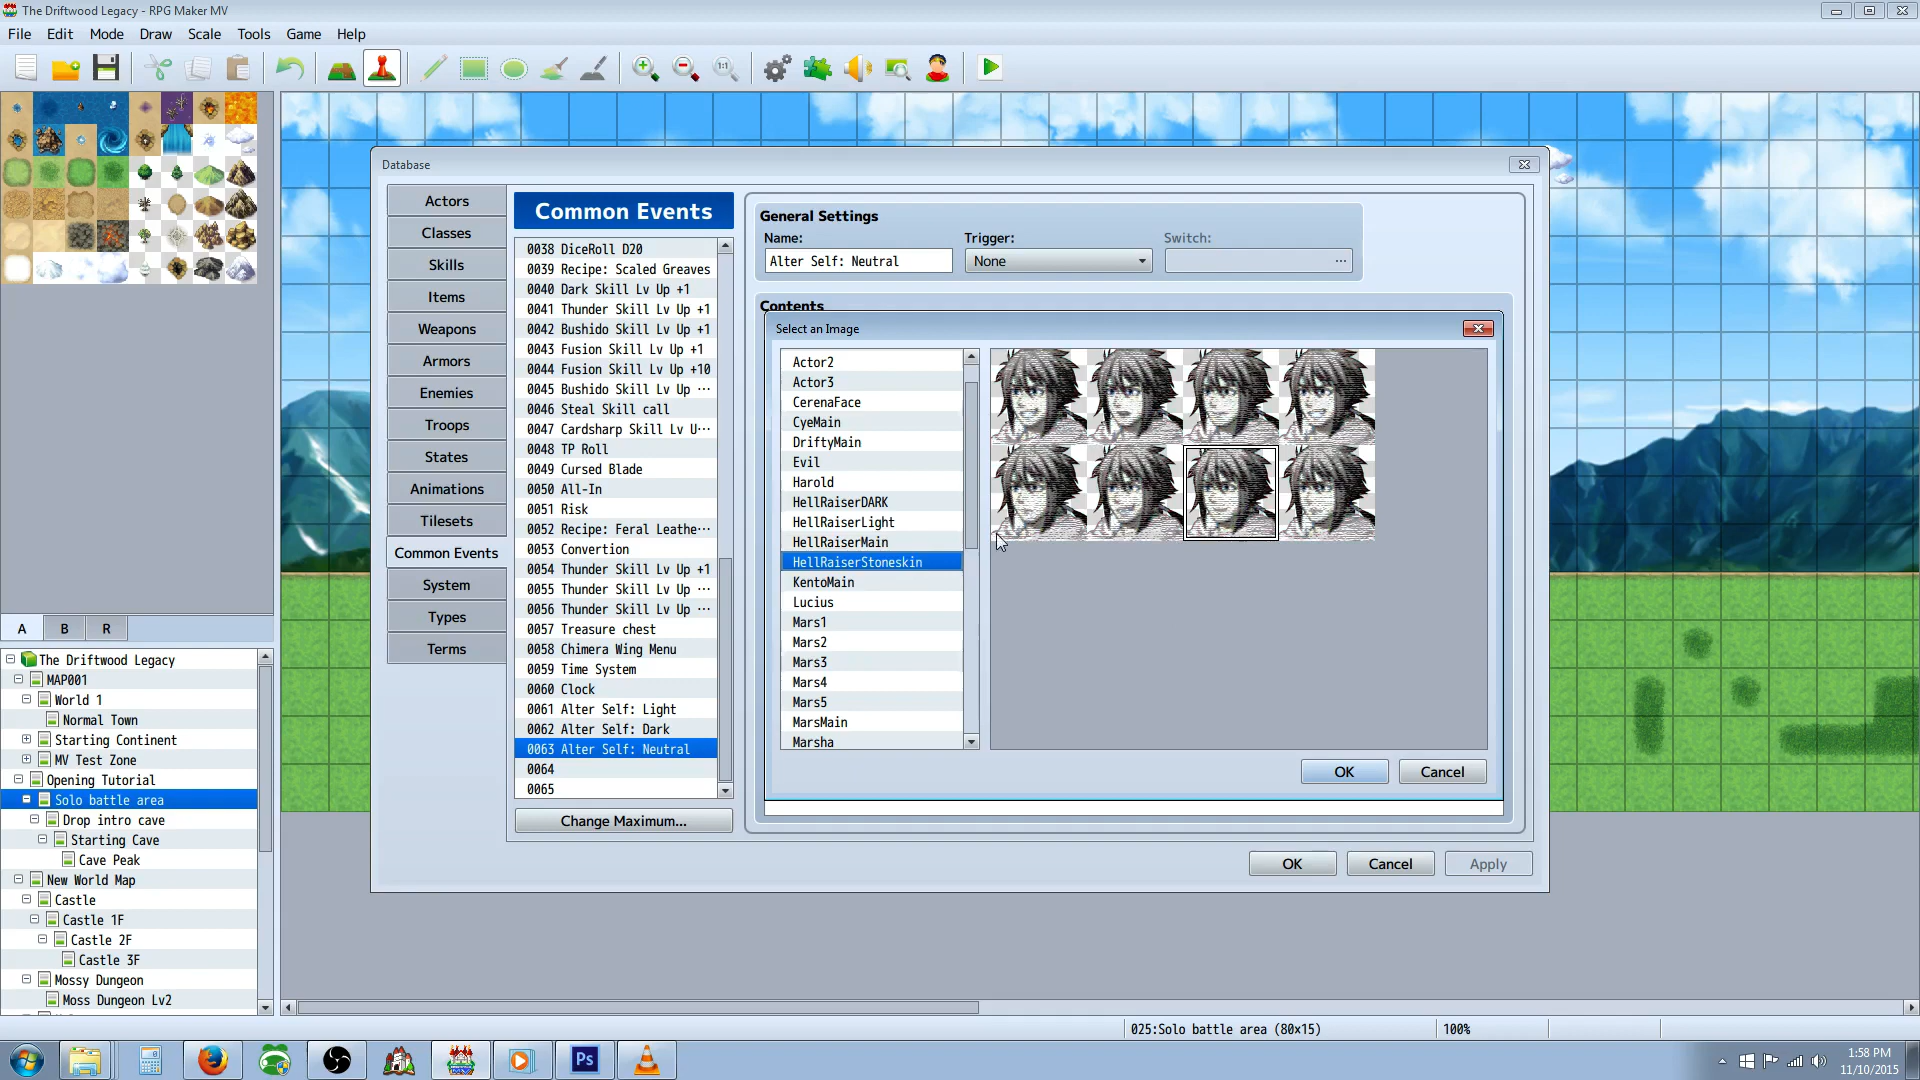 The Driftwood Legacy - RPG Maker MV
File Edit Mode Draw Scale Tools Game Help
1:1
Database
Actors
Classes
Skills
Items
Weapons
Armors
Enemies
Troops
States
Animations
Tilesets
Common Events
System
Types
Terms
Common Events
0038 DiceRoll D20
0039 Recipe: Scaled Greaves
0040 Dark Skill Lv Up +1
0041 Thunder Skill Lv Up +1
0042 Bushido Skill Lv Up +1
0043 Fusion Skill Lv Up +1
0044 Fusion Skill Lv Up +10
0045 Bushido Skill Lv Up ···
0046 Steal Skill call
0047 Cardsharp Skill Lv U···
0048 TP Roll
0049 Cursed Blade
0050 All-In
0051 Risk
0052 Recipe: Feral Leathe···
0053 Convertion
0054 Thunder Skill Lv Up +1
0055 Thunder Skill Lv Up ···
0056 Thunder Skill Lv Up ···
0057 Treasure chest
0058 Chimera Wing Menu
0059 Time System
0060 Clock
0061 Alter Self: Light
0062 Alter Self: Dark
0063 Alter Self: Neutral
0064
0065
Change Maximum...
General Settings
Name: Trigger: Switch:
Alter Self: Neutral None ...
Contents
Select an Image
Actor2
Actor3
CerenaFace
CyeMain
DriftyMain
Evil
Harold
HellRaiserDARK
HellRaiserLight
HellRaiserMain
HellRaiserStoneskin
KentoMain
Lucius
Mars1
Mars2
Mars3
Mars4
Mars5
MarsMain
Marsha
OK Cancel
OK Cancel Apply
A B R
The Driftwood Legacy
MAP001
World 1
Normal Town
Starting Continent
MV Test Zone
Opening Tutorial
Solo battle area
Drop intro cave
Starting Cave
Cave Peak
New World Map
Castle
Castle 1F
Castle 2F
Castle 3F
Mossy Dungeon
Moss Dungeon Lv2
025:Solo battle area (80x15) 100%
Ps
1:58 PM
11/10/2015